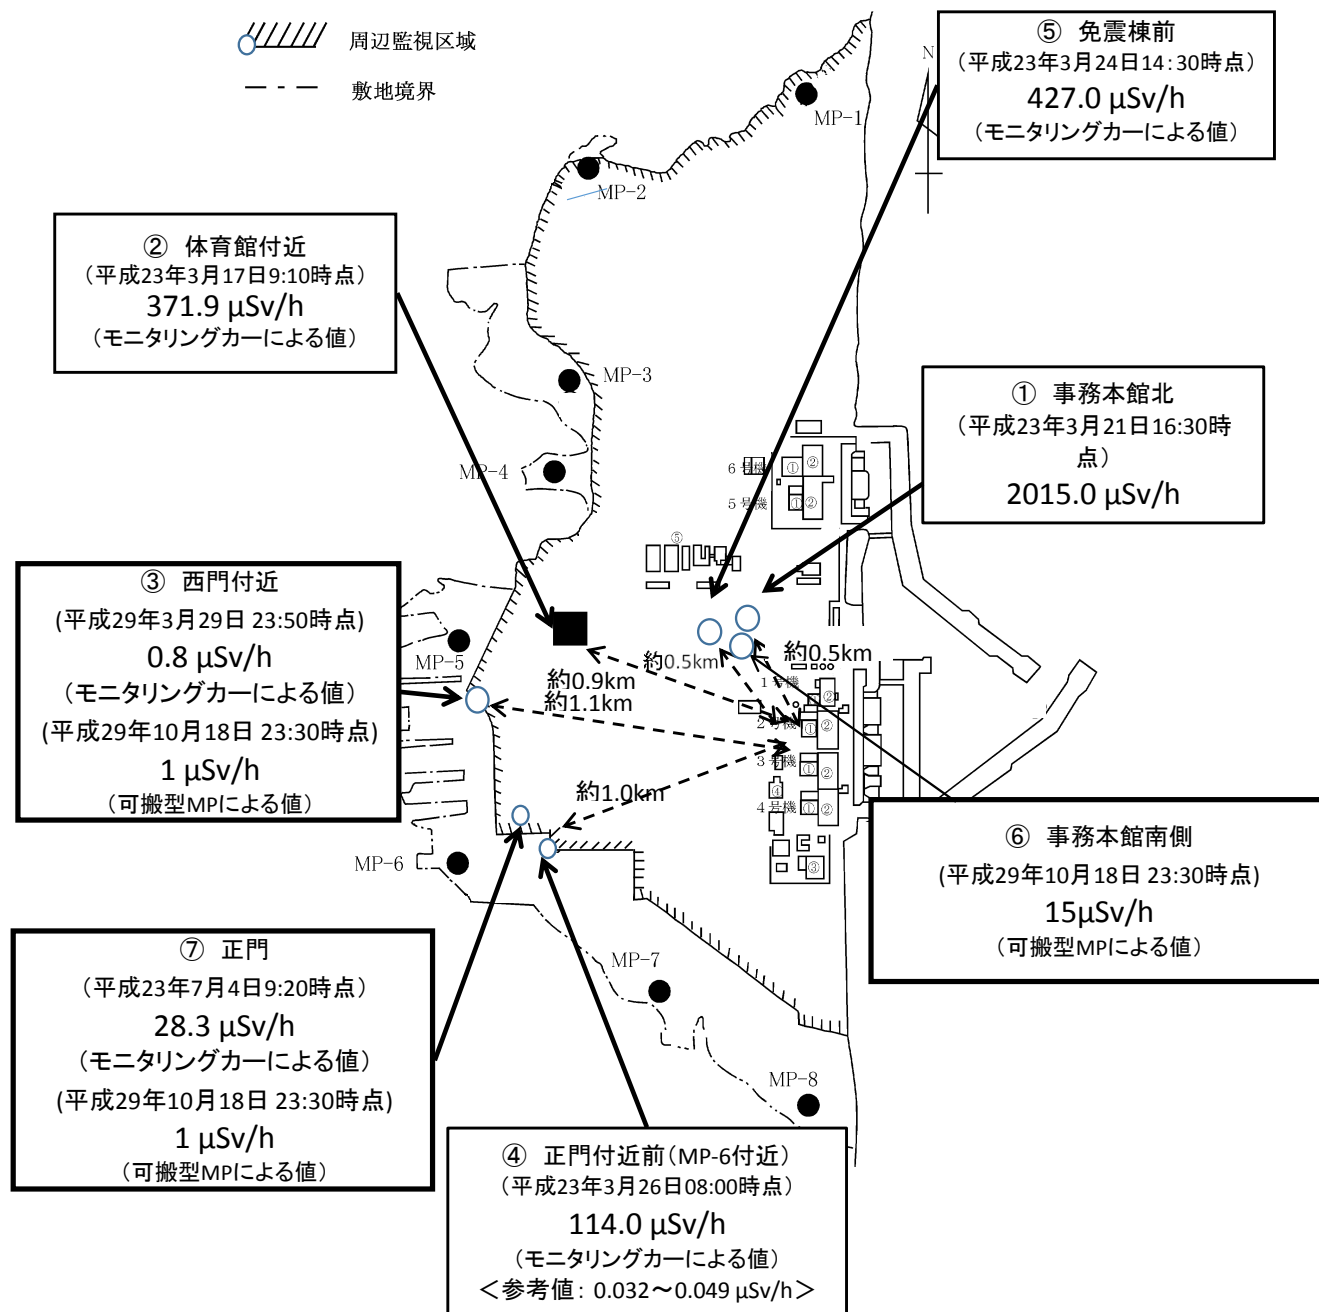 周辺監視区域
敷地境界
⑤ 免震棟前
(平成23年3月24日14:30時点)
427.0 μSv/h
(モニタリングカーによる値)
N
MP-1
MP-2
② 体育館付近
(平成23年3月17日9:10時点)
371.9 μSv/h
(モニタリングカーによる値)
MP-3
① 事務本館北
(平成23年3月21日16:30時
点)
2015.0 μSv/h
MP-4
6号機
①
②
5号機
①
②
⑤
③ 西門付近
(平成29年3月29日 23:50時点)
0.8 μSv/h
(モニタリングカーによる値)
(平成29年10月18日 23:30時点)
1 μSv/h
(可搬型MPによる値)
MP-5
約0.5km
約0.5km
約0.9km
約1.1km
1号機
②
2号機
①
②
3号機
①
②
④
4号機
①
②
③
約1.0km
MP-6
⑥ 事務本館南側
(平成29年10月18日 23:30時点)
15μSv/h
(可搬型MPによる値)
⑦ 正門
(平成23年7月4日9:20時点)
28.3 μSv/h
(モニタリングカーによる値)
(平成29年10月18日 23:30時点)
1 μSv/h
(可搬型MPによる値)
MP-7
MP-8
④ 正門付近前(MP-6付近)
(平成23年3月26日08:00時点)
114.0 μSv/h
(モニタリングカーによる値)
<参考値: 0.032~0.049 μSv/h>